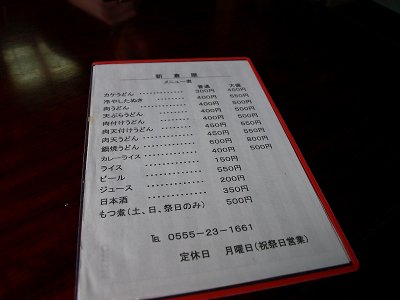 新倉屋
メニュー表
普通 大盛
カケうどん 300円 450円
冷やしたぬき ・・・・・・・・・・ 400円 550円
肉うどん ・・・・・・・・・・ 400円 500円
天ぷらうどん ・・・・・・・・・・ 400円 500円
肉付けうどん ・・・・・・・・・・ 400円 500円
肉天付けうどん ・・・・・・・・・・ 450円 550円
肉天うどん ・・・・・・・・・・ 450円 550円
鍋焼うどん ・・・・・・・・・・ 600円 800円
カレーライス ・・・・・・・・・・ 400円 500円
ライス ・・・・・・・・・・ 150円
ビール ・・・・・・・・・・ 550円
ジュース ・・・・・・・・・・ 200円
日本酒 ・・・・・・・・・・ 350円
もつ煮(土、日、祭日のみ) 500円
℡ 0555-23-1661
定休日 月曜日(祝祭日営業)